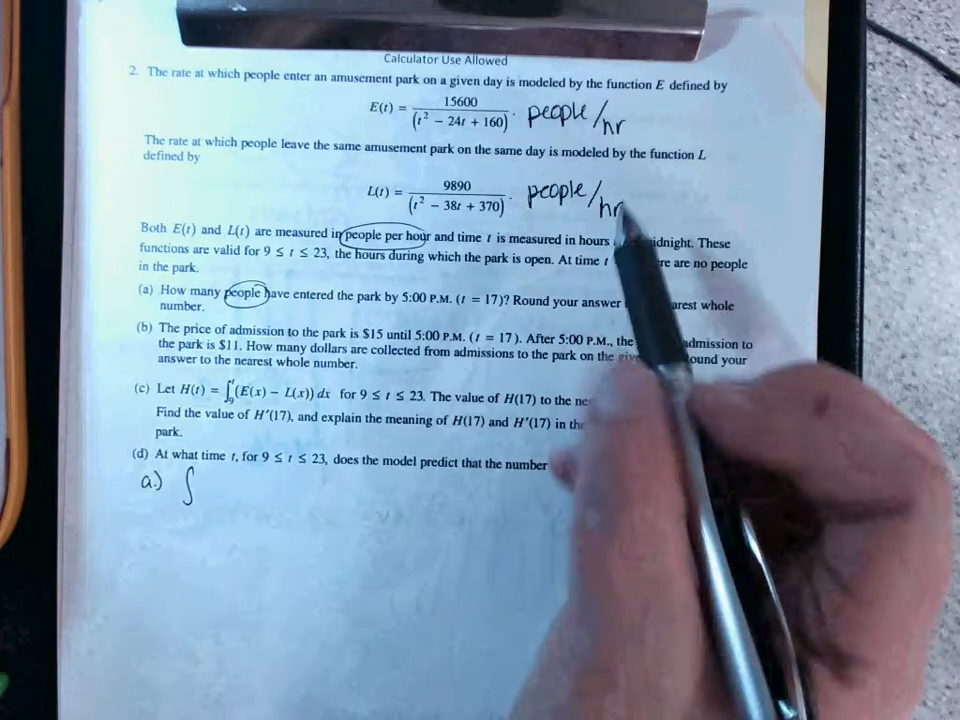 Calculator Use Allowed
2. The rate at which people enter an amusement park on a given day is modeled by the function E defined by
E(t) = 15600 / (t² − 24t + 160) . people/hr
The rate at which people leave the same amusement park on the same day is modeled by the function L
defined by
L(t) = 9890 / (t² − 38t + 370) . people/hr
Both E(t) and L(t) are measured in people per hour and time t is measured in hours midnight. These
functions are valid for 9 ≤ t ≤ 23, the hours during which the park is open. At time t are no people
in the park.
(a) How many people have entered the park by 5:00 P.M. (t = 17)? Round your answer whole
number.
(b) The price of admission to the park is $15 until 5:00 P.M. (t = 17). After 5:00 P.M., the admission to
the park is $11. How many dollars are collected from admissions to the park on the your
answer to the nearest whole number.
(c) Let H(t) = ∫₉ᵗ (E(x) − L(x)) dx for 9 ≤ t ≤ 23. The value of H(17) to the
Find the value of H′(17), and explain the meaning of H(17) and H′(17) in
park.
(d) At what time t, for 9 ≤ t ≤ 23, does the model predict that the number
a.) ∫